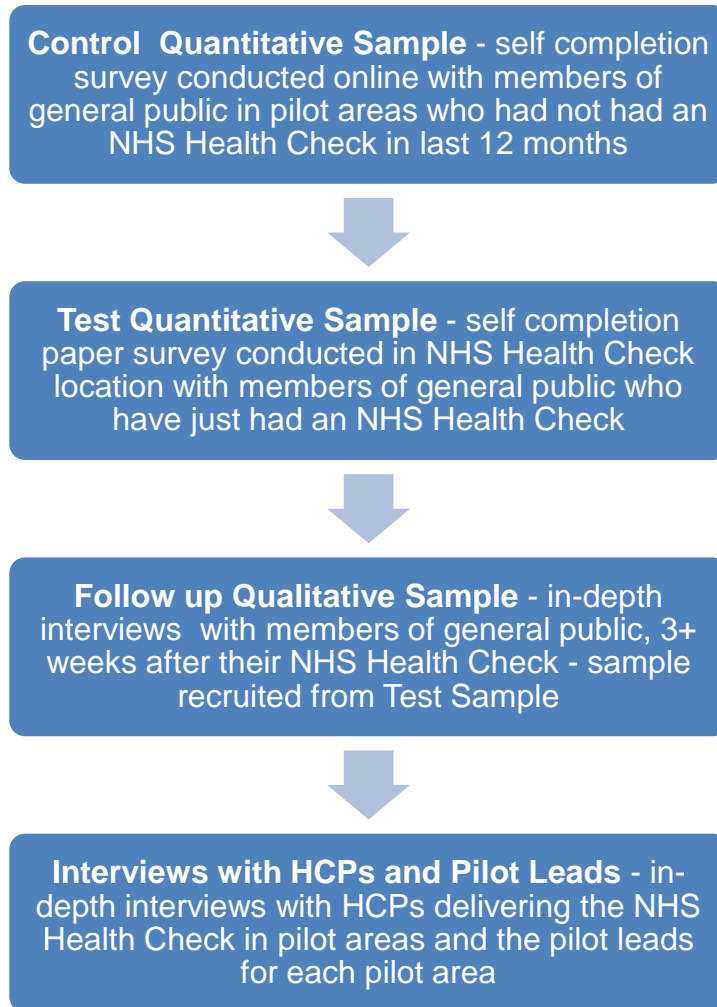 Control Quantitative Sample - self completion
survey conducted online with members of
general public in pilot areas who had not had an
NHS Health Check in last 12 months
Test Quantitative Sample - self completion
paper survey conducted in NHS Health Check
location with members of general public who
have just had an NHS Health Check
Follow up Qualitative Sample - in-depth
interviews with members of general public, 3+
weeks after their NHS Health Check - sample
recruited from Test Sample
Interviews with HCPs and Pilot Leads - in-
depth interviews with HCPs delivering the NHS
Health Check in pilot areas and the pilot leads
for each pilot area